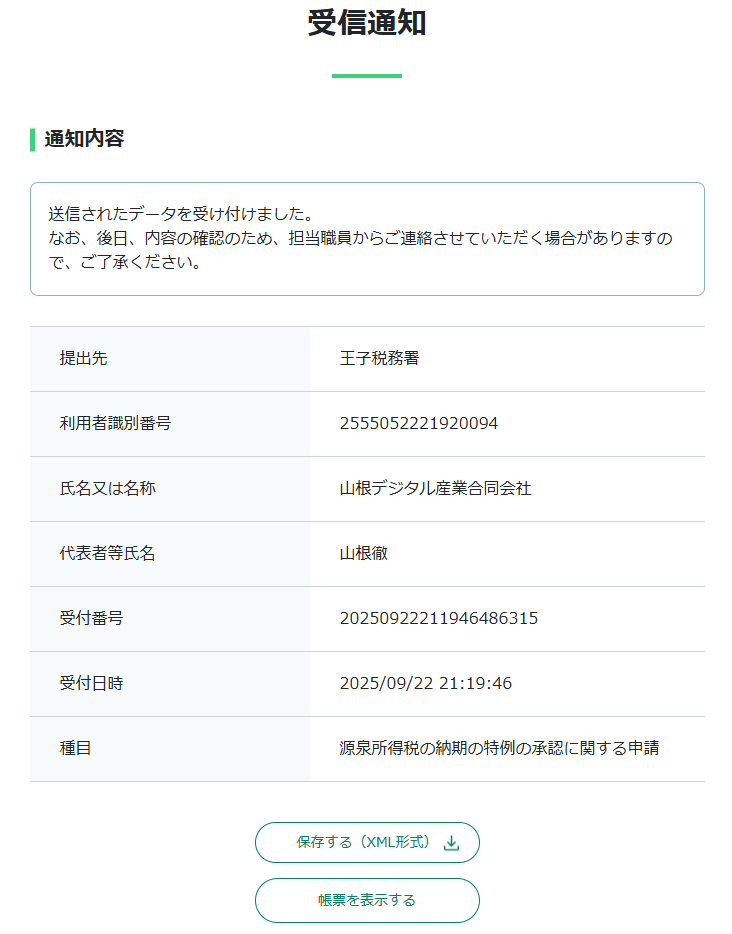 受信通知
通知内容
送信されたデータを受け付けました。
なお、後日、内容の確認のため、担当職員からご連絡させていただく場合がありますの
で、ご了承ください。
提出先 王子税務署
利用者識別番号 2555052221920094
氏名又は名称 山根デジタル産業合同会社
代表者等氏名 山根徹
受付番号 20250922211946486315
受付日時 2025/09/22 21:19:46
種目 源泉所得税の納期の特例の承認に関する申請
保存する（XML形式）
帳票を表示する